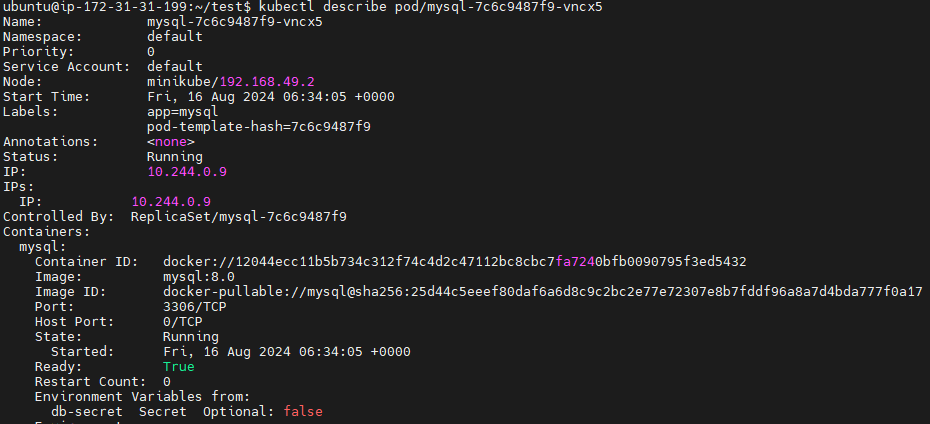 ubuntu@ip-172-31-31-199:~/test$ kubectl describe pod/mysql-7c6c9487f9-vncx5
Name:             mysql-7c6c9487f9-vncx5
Namespace:        default
Priority:         0
Service Account:  default
Node:             minikube/192.168.49.2
Start Time:       Fri, 16 Aug 2024 06:34:05 +0000
Labels:           app=mysql
                  pod-template-hash=7c6c9487f9
Annotations:      <none>
Status:           Running
IP:               10.244.0.9
IPs:
  IP:           10.244.0.9
Controlled By:  ReplicaSet/mysql-7c6c9487f9
Containers:
  mysql:
    Container ID:   docker://12044ecc11b5b734c312f74c4d2c47112bc8cbc7fa7240bfb0090795f3ed5432
    Image:          mysql:8.0
    Image ID:       docker-pullable://mysql@sha256:25d44c5eeef80daf6a6d8c9c2bc2e77e72307e8b7fddf96a8a7d4bda777f0a17
    Port:           3306/TCP
    Host Port:      0/TCP
    State:          Running
      Started:      Fri, 16 Aug 2024 06:34:05 +0000
    Ready:          True
    Restart Count:  0
    Environment Variables from:
      db-secret  Secret  Optional: false